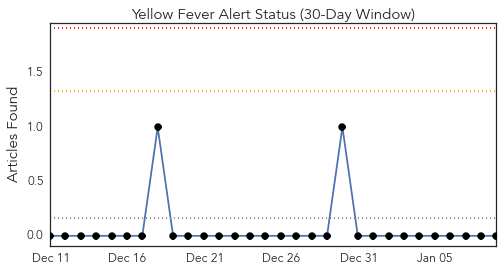 Yellow Fever Alert Status (30-Day Window)
Articles Found
1.5
1.0
0.5
0.0
Dec 11 Dec 16 Dec 21 Dec 26 Dec 31 Jan 05